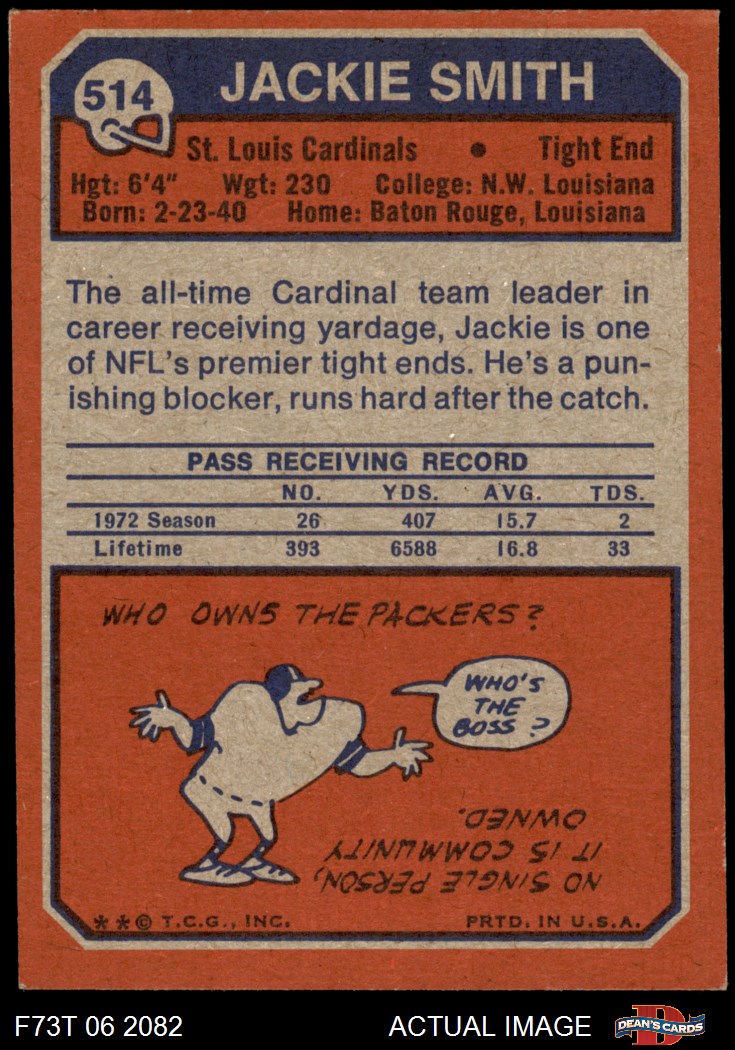 514
JACKIE SMITH
St. Louis Cardinals • Tight End
Hgt: 6'4" Wgt: 230 College: N.W. Louisiana
Born: 2-23-40 Home: Baton Rouge, Louisiana
The all-time Cardinal team leader in
career receiving yardage, Jackie is one
of NFL's premier tight ends. He's a pun-
ishing blocker, runs hard after the catch.
PASS RECEIVING RECORD
NO. YDS. AVG. TDS.
1972 Season 26 407 15.7 2
Lifetime 393 6588 16.8 33
WHO OWNS THE PACKERS?
WHO'S
THE
BOSS?
NO SINGLE PERSON,
IT IS COMMUNITY
OWNED.
**© T.C.G., INC. PRTD. IN U.S.A.
F73T 06 2082 ACTUAL IMAGE
D
DEAN'S CARDS